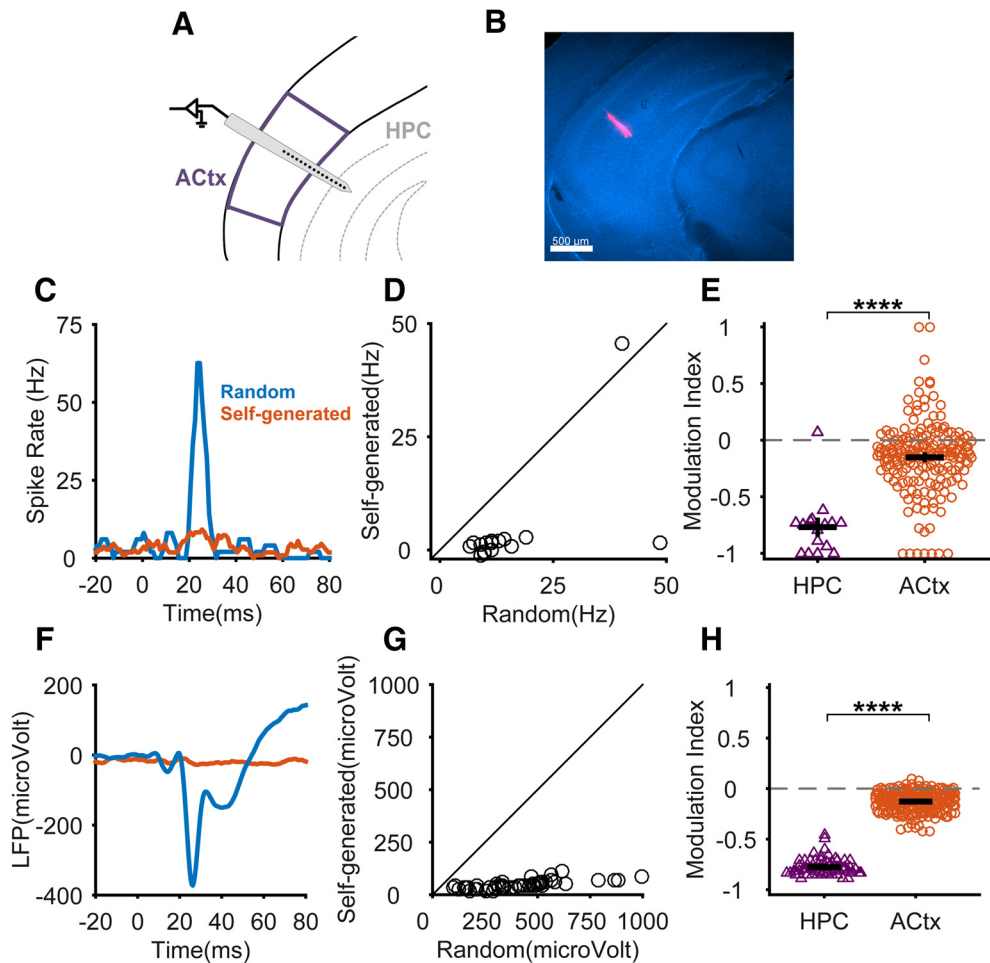 A
B
HPC
ACtx
500 µm
C
D
E
75
50
25
0
Spike Rate (Hz)
Random
Self-generated
-20 0 20 40 60 80
Time(ms)
50
25
0
Self-generated(Hz)
0 25 50
Random(Hz)
****
1
0.5
0
-0.5
-1
Modulation Index
HPC ACtx
F
G
H
200
0
-200
-400
LFP(microVolt)
-20 0 20 40 60 80
Time(ms)
1000
750
500
250
0
Self-generated(microVolt)
0 250 500 750 1000
Random(microVolt)
****
1
0.5
0
-0.5
-1
Modulation Index
HPC ACtx